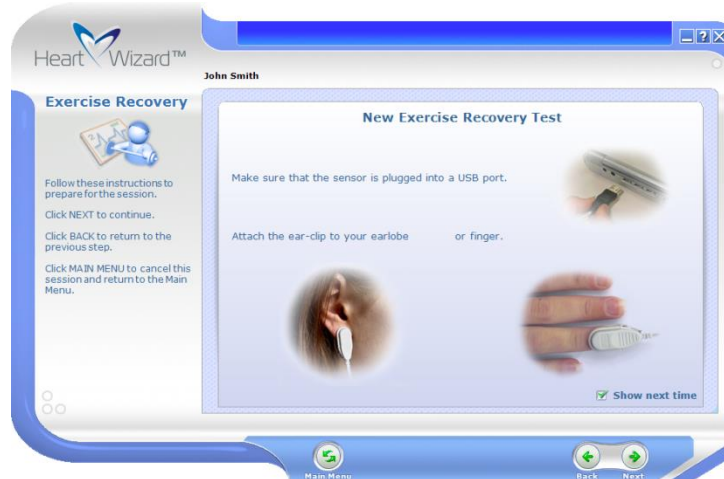 Heart Wizard™
John Smith
Exercise Recovery
Follow these instructions to
prepare for the session.
Click NEXT to continue.
Click BACK to return to the
previous step.
Click MAIN MENU to cancel this
session and return to the Main
Menu.
New Exercise Recovery Test
Make sure that the sensor is plugged into a USB port.
Attach the ear-clip to your earlobe or finger.
Show next time
Main Menu
Back
Next